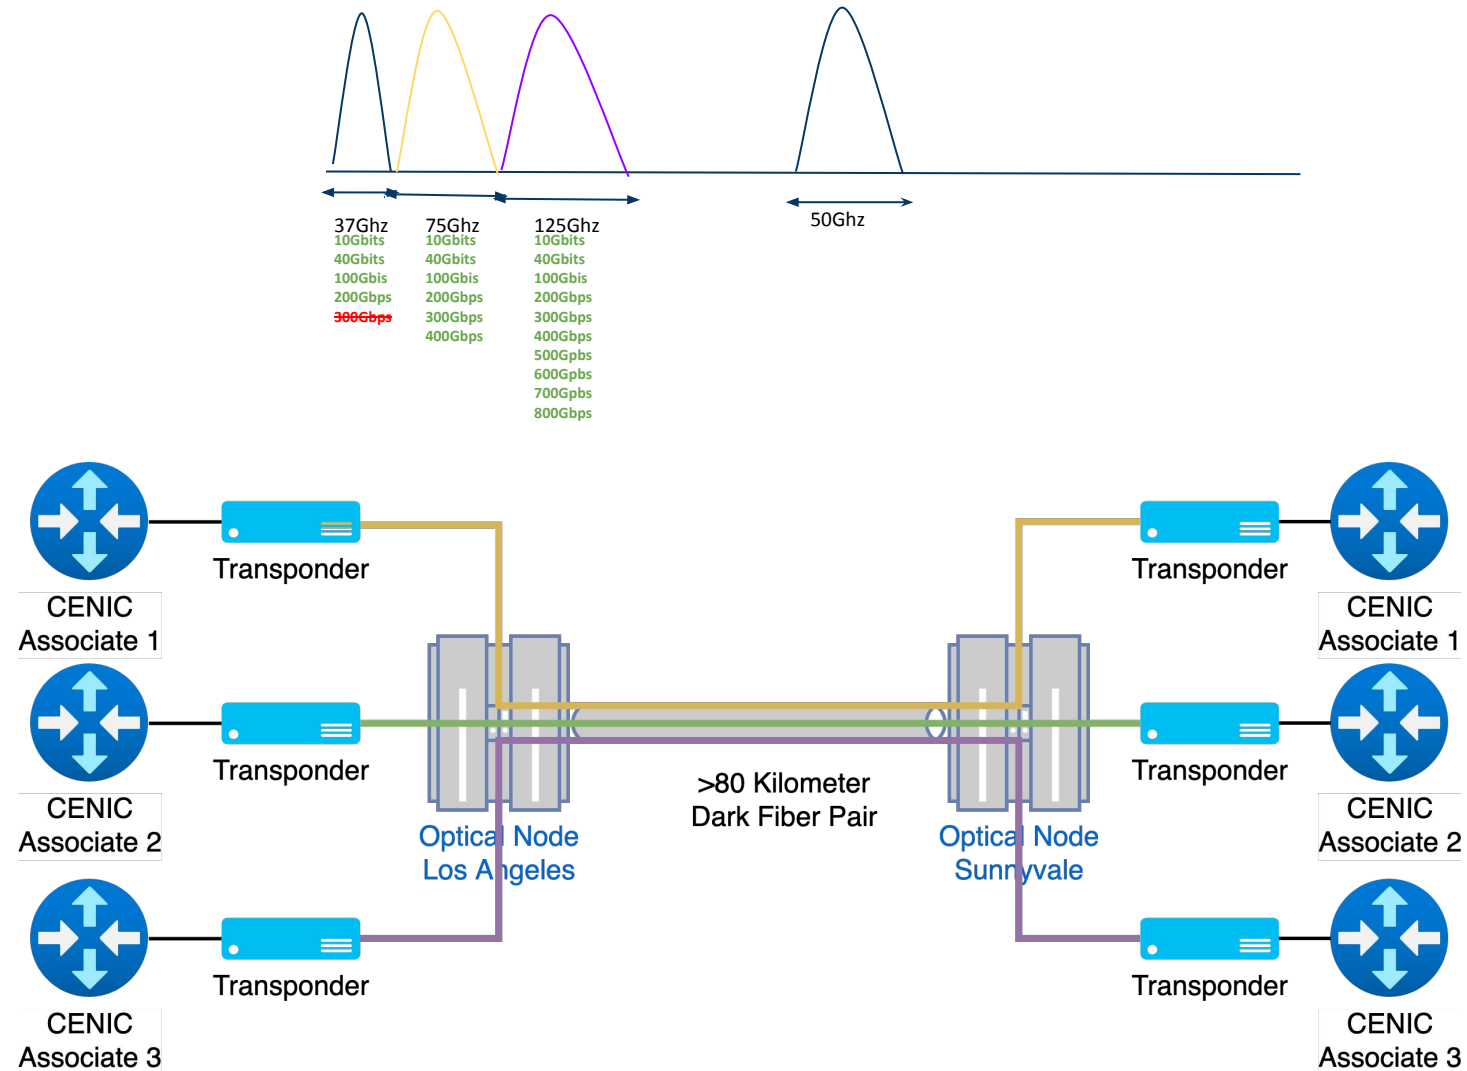 37Ghz
10Gbits
40Gbits
100Gbis
200Gbps
300Gbps
75Ghz
10Gbits
40Gbits
100Gbis
200Gbps
300Gbps
400Gbps
125Ghz
10Gbits
40Gbits
100Gbis
200Gbps
300Gbps
400Gbps
500Gpbs
600Gpbs
700Gpbs
800Gbps
50Ghz
Transponder
CENIC
Associate 1
Transponder
CENIC
Associate 2
Transponder
CENIC
Associate 3
Optical Node
Los Angeles
>80 Kilometer
Dark Fiber Pair
Optical Node
Sunnyvale
Transponder
CENIC
Associate 1
Transponder
CENIC
Associate 2
Transponder
CENIC
Associate 3